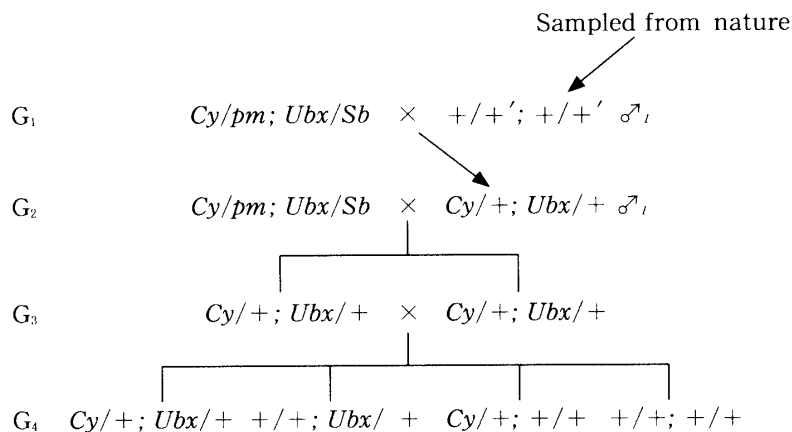 Sampled from nature
G₁ Cy/pm; Ubx/Sb × +/+′; +/+′ ♂₁
G₂ Cy/pm; Ubx/Sb × Cy/+; Ubx/+ ♂₁
G₃ Cy/+; Ubx/+ × Cy/+; Ubx/+
G₄ Cy/+; Ubx/+ +/+; Ubx/ + Cy/+; +/+ +/+; +/+